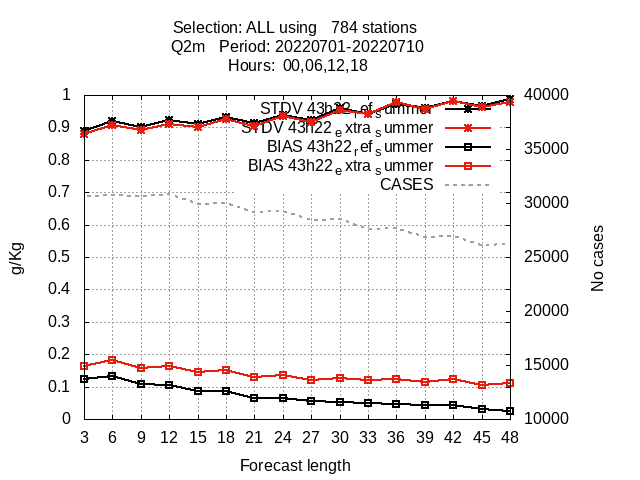 Selection: ALL using 784 stations
Q2m Period: 20220701-20220710
Hours: 00,06,12,18
1
0.9
0.8
0.7
0.6
0.5
0.4
0.3
0.2
0.1
0
g/Kg
STDV 43h22_ref_summer
STDV 43h22_extra_summer
BIAS 43h22_ref_summer
BIAS 43h22_extra_summer
CASES
40000
35000
30000
25000
20000
15000
10000
No cases
3 6 9 12 15 18 21 24 27 30 33 36 39 42 45 48
Forecast length